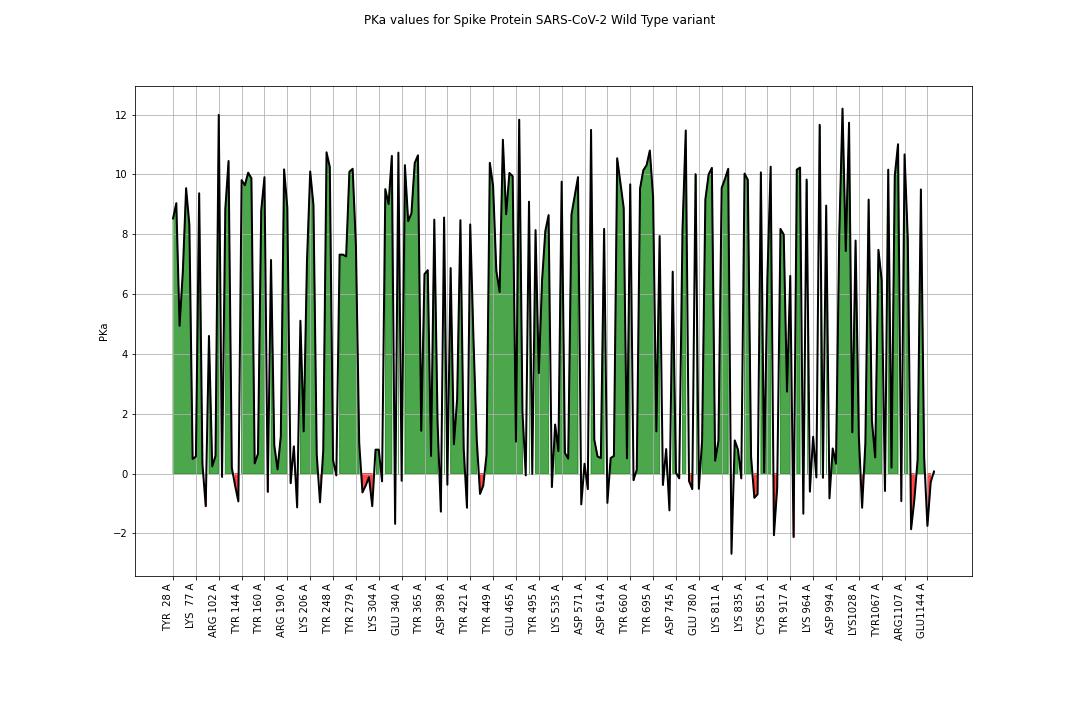 PKa values for Spike Protein SARS-CoV-2 Wild Type variant
12
10
8
6
4
2
0
−2
PKa
TYR 28 A
LYS 77 A
ARG 102 A
TYR 144 A
TYR 160 A
ARG 190 A
LYS 206 A
TYR 248 A
TYR 279 A
LYS 304 A
GLU 340 A
TYR 365 A
ASP 398 A
TYR 421 A
TYR 449 A
GLU 465 A
TYR 495 A
LYS 535 A
ASP 571 A
ASP 614 A
TYR 660 A
TYR 695 A
ASP 745 A
GLU 780 A
LYS 811 A
LYS 835 A
CYS 851 A
TYR 917 A
LYS 964 A
ASP 994 A
LYS1028 A
TYR1067 A
ARG1107 A
GLU1144 A